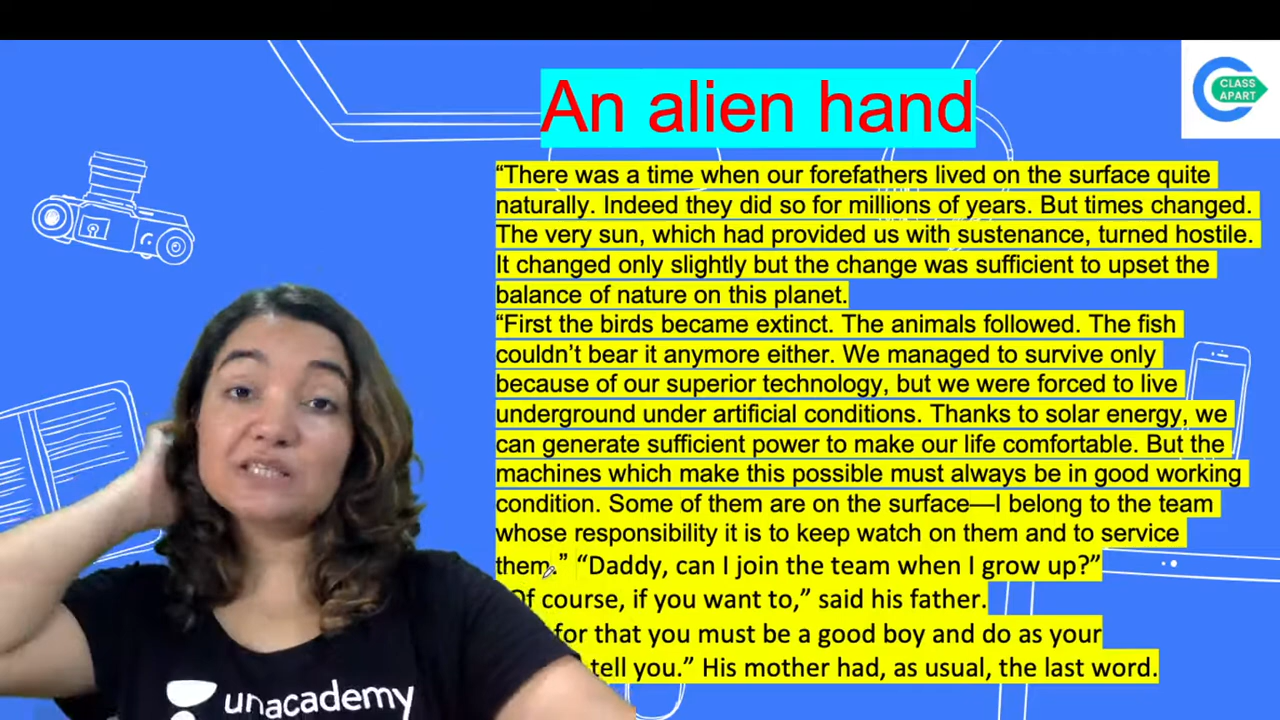 An alien hand
CLASS
APART
“There was a time when our forefathers lived on the surface quite
naturally. Indeed they did so for millions of years. But times changed.
The very sun, which had provided us with sustenance, turned hostile.
It changed only slightly but the change was sufficient to upset the
balance of nature on this planet.
“First the birds became extinct. The animals followed. The fish
couldn’t bear it anymore either. We managed to survive only
because of our superior technology, but we were forced to live
underground under artificial conditions. Thanks to solar energy, we
can generate sufficient power to make our life comfortable. But the
machines which make this possible must always be in good working
condition. Some of them are on the surface—I belong to the team
whose responsibility it is to keep watch on them and to service
them.” “Daddy, can I join the team when I grow up?”
Of course, if you want to,” said his father.
for that you must be a good boy and do as your
tell you.” His mother had, as usual, the last word.
unacademy